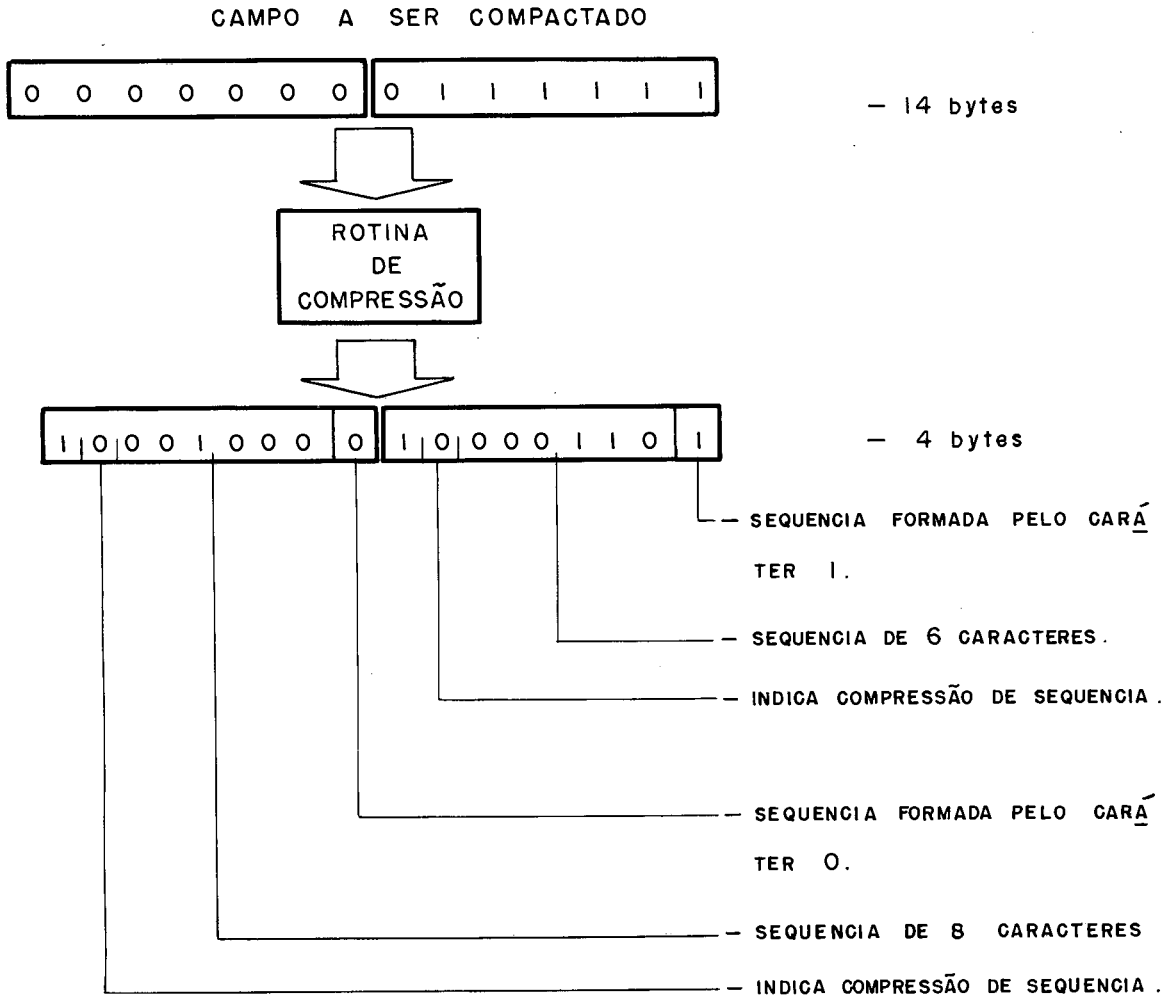 CAMPO A SER COMPACTADO
0 0 0 0 0 0 0 0 1 1 1 1 1 1 — 14 bytes
ROTINA
DE
COMPRESSÃO
1 0 0 0 1 0 0 0 0 1 0 0 0 0 1 1 0 1 — 4 bytes
— SEQUENCIA FORMADA PELO CARÁ
TER 1.
— SEQUENCIA DE 6 CARACTERES.
— INDICA COMPRESSÃO DE SEQUENCIA.
— SEQUENCIA FORMADA PELO CARÁ
TER 0.
— SEQUENCIA DE 8 CARACTERES
— INDICA COMPRESSÃO DE SEQUENCIA.